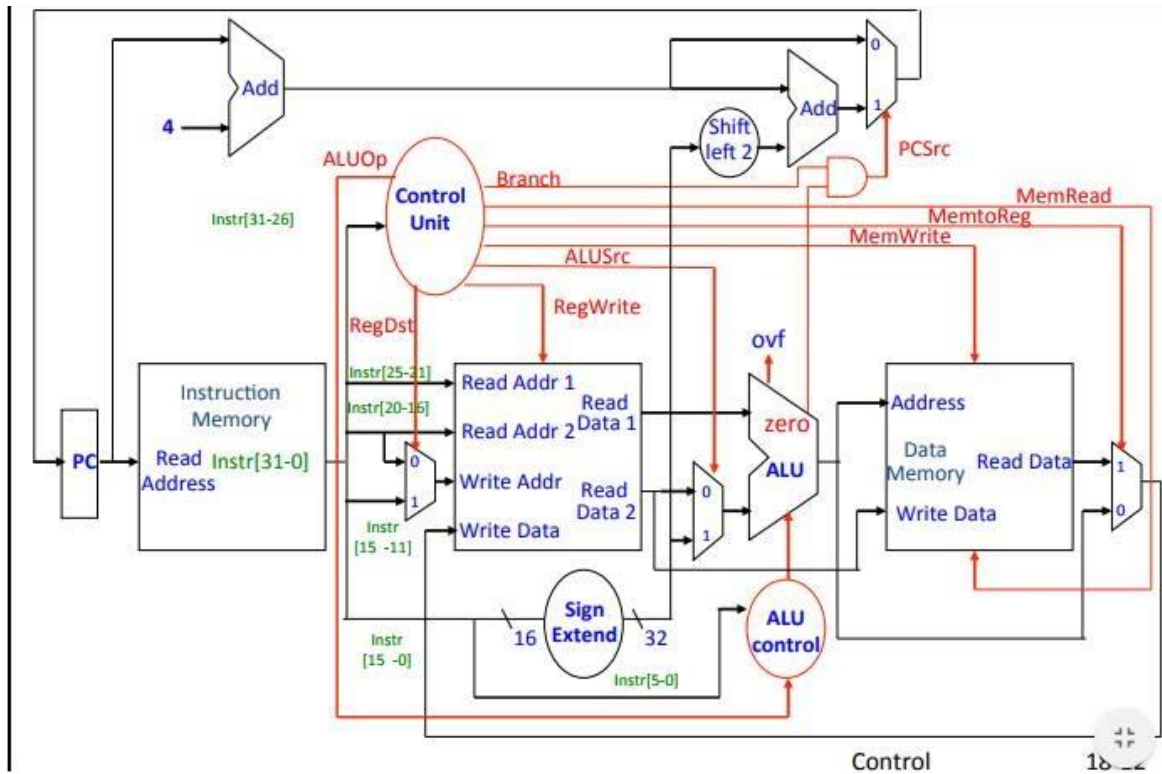 0
Add
4
Add
1
Shift
left 2
PCSrc
ALUOp
Branch
Control
Unit
MemRead
Instr[31-26]
MemtoReg
MemWrite
ALUSrc
RegWrite
RegDst
ovf
Instruction
Memory
Instr[25-21]
Read Addr 1
Read
Data 1
Instr[20-16]
Read Addr 2
zero
Address
PC
Read
Address
Instr[31-0]
0
1
Write Addr
Read
Data 2
0
1
ALU
Data
Memory
Read Data
1
0
Write Data
Instr
[15 -11]
Write Data
Sign
Extend
16
32
ALU
control
Instr
[15 -0]
Instr[5-0]
Control